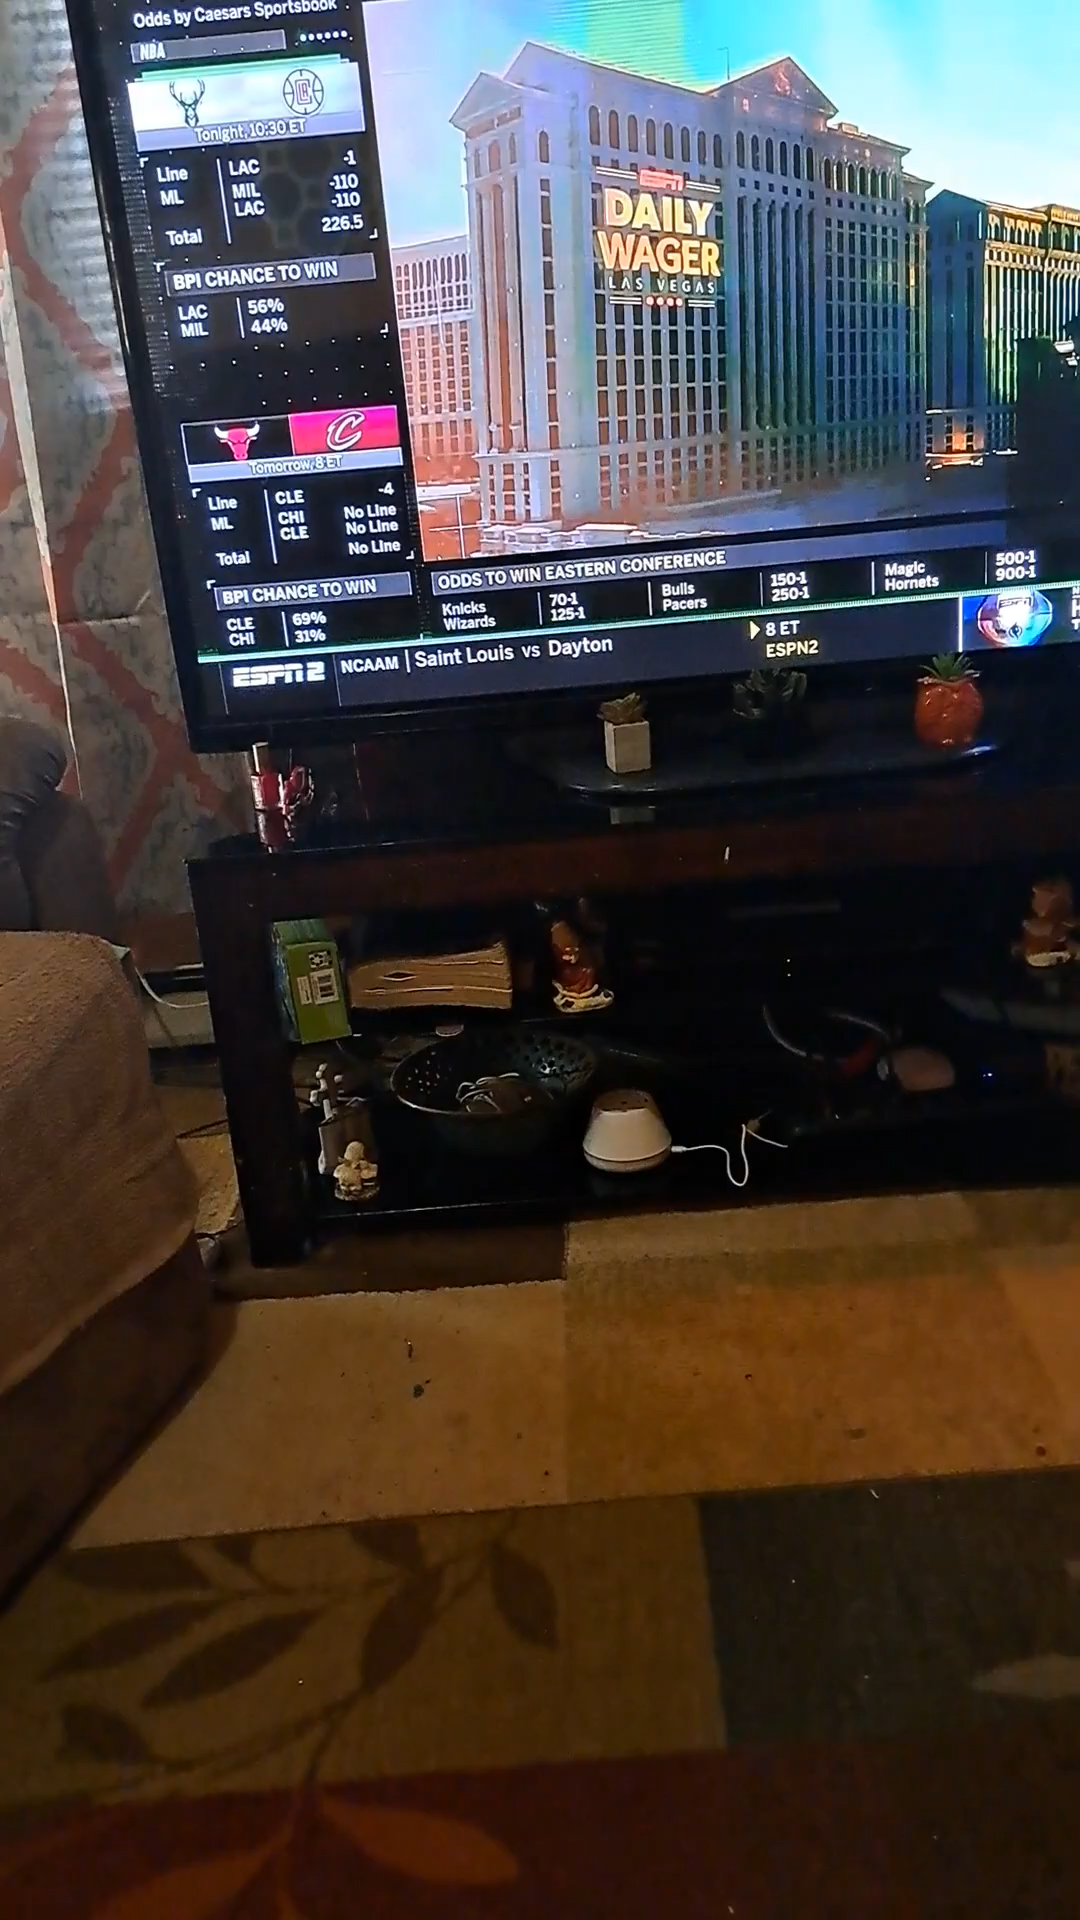 Odds by Caesars Sportsbook
NBA
LA C
Tonight, 10:30 ET
Line LAC -1
ML MIL -110
LAC -110
Total 226.5
BPI CHANCE TO WIN
LAC 56%
MIL 44%
C
Tomorrow, 8 ET
Line CLE -4
ML CHI No Line
CLE No Line
Total No Line
BPI CHANCE TO WIN
CLE 69%
CHI 31%
ESPN
DAILY
WAGER
LAS VEGAS
ODDS TO WIN EASTERN CONFERENCE
Knicks 70-1 Bulls 150-1 Magic 500-1
Wizards 125-1 Pacers 250-1 Hornets 900-1
ESPN2 NCAAM Saint Louis vs Dayton 8 ET
ESPN2